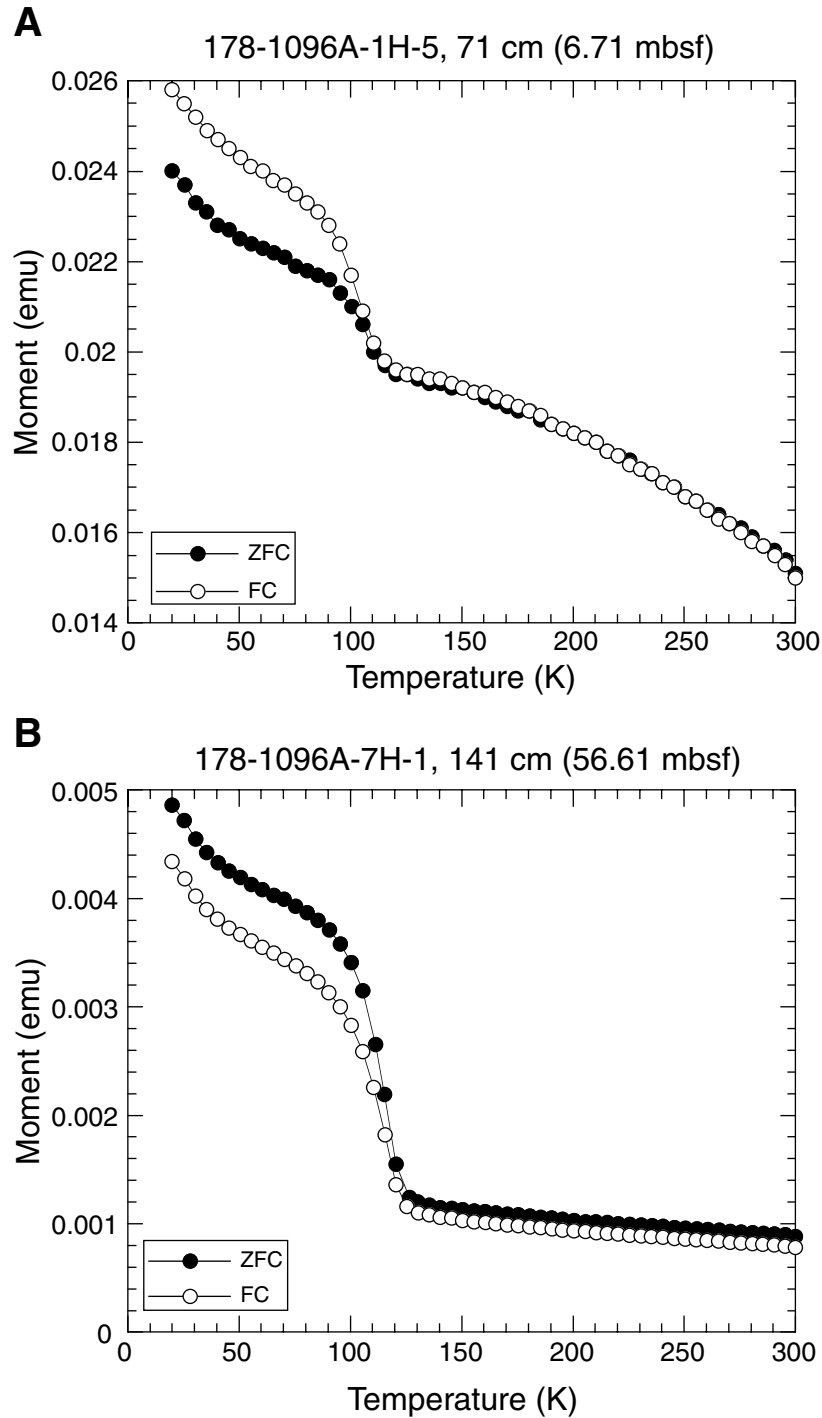 A
178-1096A-1H-5, 71 cm (6.71 mbsf)
0.026
0.024
0.022
0.02
0.018
0.016
0.014
Moment (emu)
ZFC
FC
0 50 100 150 200 250 300
Temperature (K)
B
178-1096A-7H-1, 141 cm (56.61 mbsf)
0.005
0.004
0.003
0.002
0.001
0
Moment (emu)
ZFC
FC
0 50 100 150 200 250 300
Temperature (K)